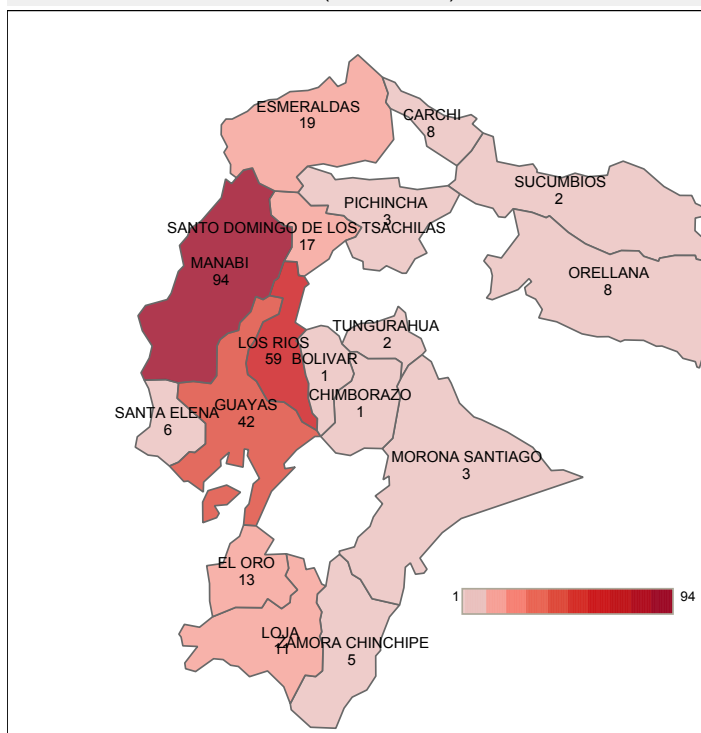 ESMERALDAS
19
CARCHI
8
SUCUMBIOS
2
PICHINCHA
3
SANTO DOMINGO DE LOS TSACHILAS
17
MANABI
94
ORELLANA
8
TUNGURAHUA
2
LOS RIOS
59
BOLIVAR
1
CHIMBORAZO
1
SANTA ELENA
6
GUAYAS
42
MORONA SANTIAGO
3
EL ORO
13
1
94
LOJA
11
ZAMORA CHINCHIPE
5